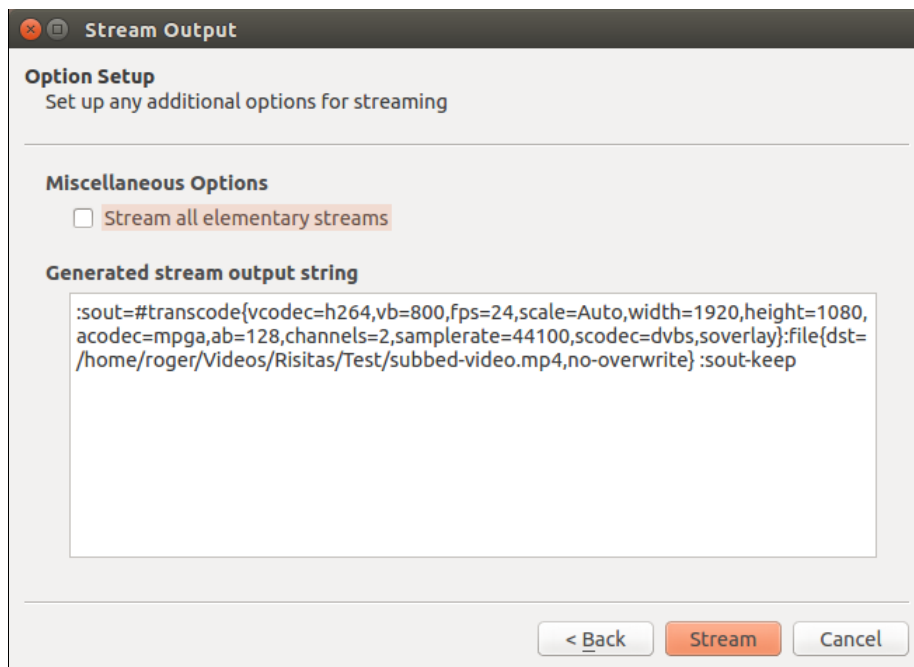 Stream Output
Option Setup
Set up any additional options for streaming
Miscellaneous Options
Stream all elementary streams
Generated stream output string
:sout=#transcode{vcodec=h264,vb=800,fps=24,scale=Auto,width=1920,height=1080,
acodec=mpga,ab=128,channels=2,samplerate=44100,scodec=dvbs,soverlay}:file{dst=
/home/roger/Videos/Risitas/Test/subbed-video.mp4,no-overwrite} :sout-keep
< Back
Stream
Cancel